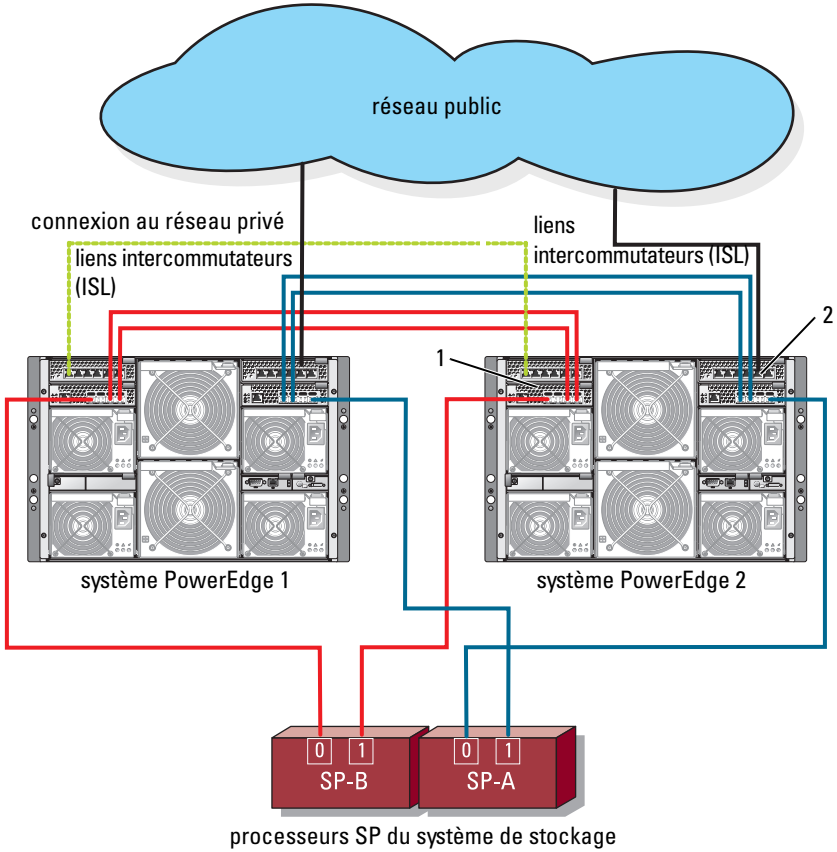 réseau public
connexion au réseau privé
liens intercommutateurs
(ISL)
liens
intercommutateurs (ISL)
1
2
système PowerEdge 1
système PowerEdge 2
0
1
SP-B
0
1
SP-A
processeurs SP du système de stockage